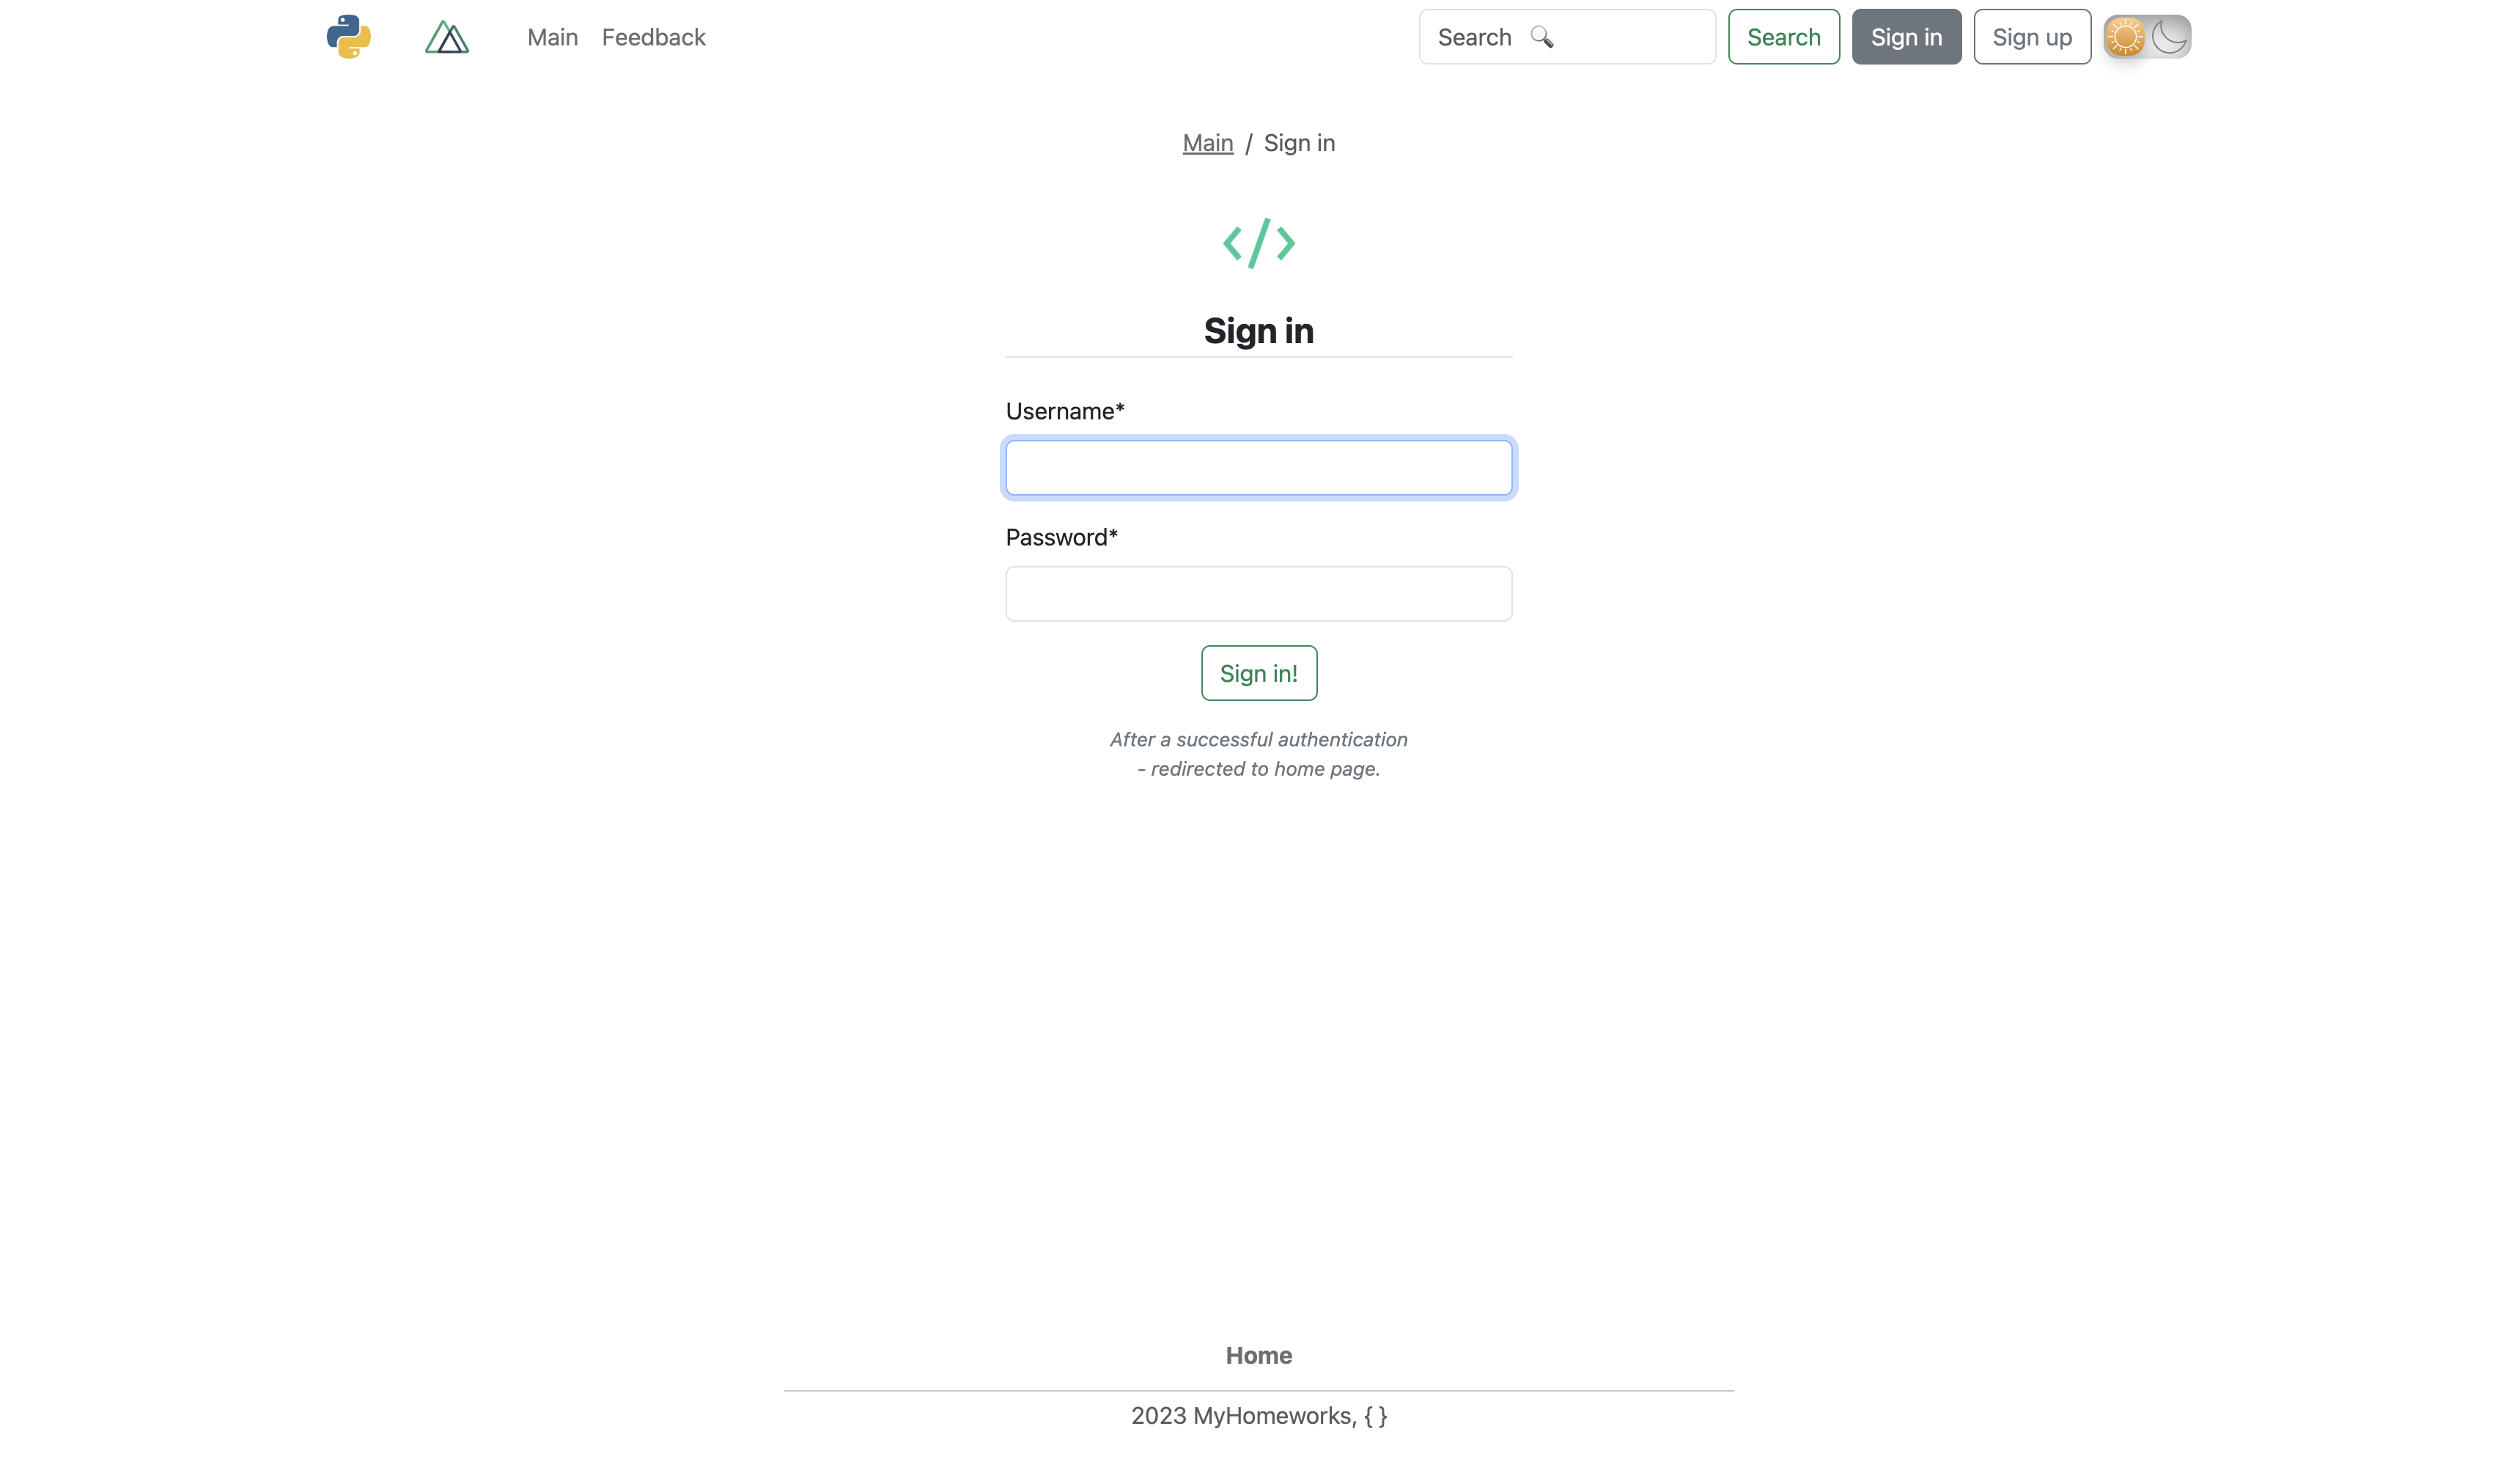 Main Feedback Search 🔍 Search Sign in Sign up
Main / Sign in
</>
Sign in
Username*
Password*
Sign in!
After a successful authentication
- redirected to home page.
Home
2023 MyHomeworks, { }